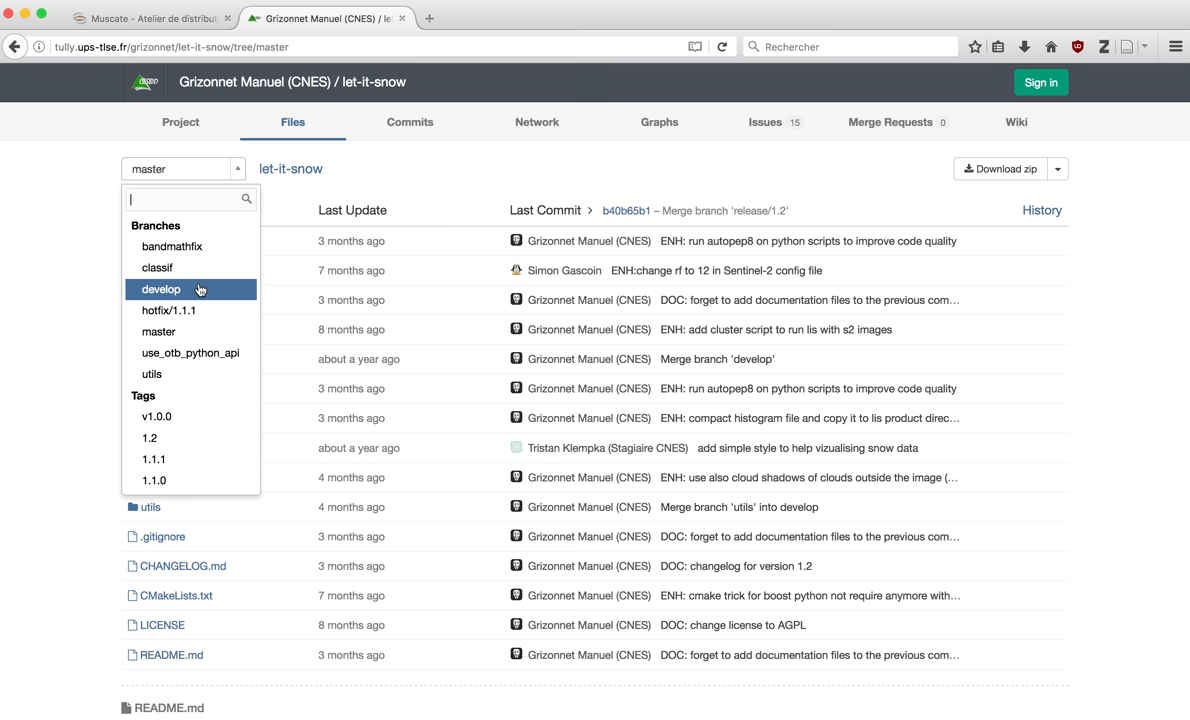 Muscate - Atelier de distribut
Grizonnet Manuel (CNES) / le
tully.ups-tlse.fr/grizonnet/let-it-snow/tree/master
Rechercher
CESBIO
Grizonnet Manuel (CNES) / let-it-snow
Sign in
Project Files Commits Network Graphs Issues 15 Merge Requests 0 Wiki
master
let-it-snow
Download zip
Last Update Last Commit > b40b65b1 – Merge branch 'release/1.2' History
Branches
bandmathfix
classif
develop
hotfix/1.1.1
master
use_otb_python_api
utils
Tags
v1.0.0
1.2
1.1.1
1.1.0
3 months ago Grizonnet Manuel (CNES) ENH: run autopep8 on python scripts to improve code quality
7 months ago Simon Gascoin ENH:change rf to 12 in Sentinel-2 config file
3 months ago Grizonnet Manuel (CNES) DOC: forget to add documentation files to the previous com…
8 months ago Grizonnet Manuel (CNES) ENH: add cluster script to run lis with s2 images
about a year ago Grizonnet Manuel (CNES) Merge branch 'develop'
3 months ago Grizonnet Manuel (CNES) ENH: run autopep8 on python scripts to improve code quality
3 months ago Grizonnet Manuel (CNES) ENH: compact histogram file and copy it to lis product direc…
about a year ago Tristan Klempka (Stagiaire CNES) add simple style to help vizualising snow data
4 months ago Grizonnet Manuel (CNES) ENH: use also cloud shadows of clouds outside the image (…
utils 4 months ago Grizonnet Manuel (CNES) Merge branch 'utils' into develop
.gitignore 3 months ago Grizonnet Manuel (CNES) DOC: forget to add documentation files to the previous com…
CHANGELOG.md 3 months ago Grizonnet Manuel (CNES) DOC: changelog for version 1.2
CMakeLists.txt 7 months ago Grizonnet Manuel (CNES) ENH: cmake trick for boost python not require anymore with…
LICENSE 8 months ago Grizonnet Manuel (CNES) DOC: change license to AGPL
README.md 3 months ago Grizonnet Manuel (CNES) DOC: forget to add documentation files to the previous com…
README.md